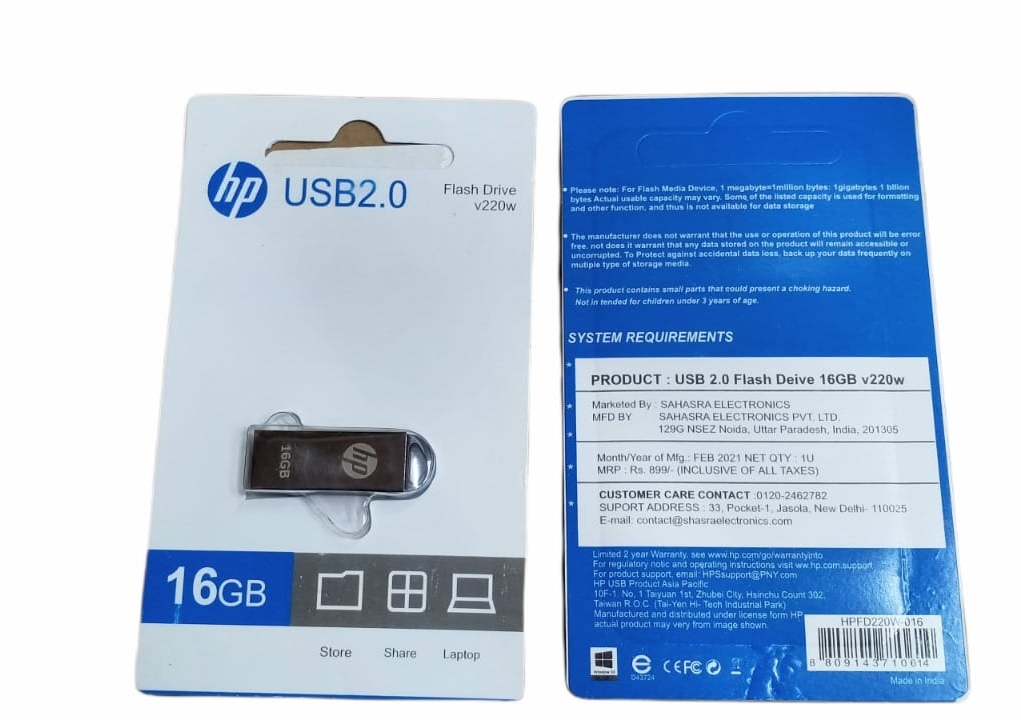 hp
USB2.0
Flash Drive
v220w
16GB
hp
16GB
Store
Share
Laptop
Please note: For Flash Media Device, 1 megabyte=1million bytes: 1gigabytes 1 billion
bytes Actual usable capacity may vary. Some of the listed capacity is used for formatting
and other function, and thus is not available for data storage
The manufacturer does not warrant that the use or operation of this product will be error
free. not does it warrant that any data stored on the product will remain accessible or
uncorrupted. To Protect against accidental data loss, back up your data frequently on
mutiple type of storage media.
This product contains small parts that could present a choking hazard.
Not in tended for children under 3 years of age.
SYSTEM REQUIREMENTS
PRODUCT : USB 2.0 Flash Deive 16GB v220w
Marketed By : SAHASRA ELECTRONICS
MFD BY SAHASRA ELECTRONICS PVT. LTD.
129G NSEZ Noida, Uttar Paradesh, India, 201305
Month/Year of Mfg.: FEB 2021 NET QTY : 1U
MRP : Rs. 899/- (INCLUSIVE OF ALL TAXES)
CUSTOMER CARE CONTACT :0120-2462782
SUPORT ADDRESS : 33, Pocket-1, Jasola, New Delhi- 110025
E-mail: contact@shasraelectronics.com
Limited 2 year Warranty, see www.hp.com/go/warrantyinto
For regulatory notic and operating instructions visit ww.hp.com.support
For product support, email: HPSsupport@PNY.com
HP USB Product Asia Pacific
10F-1. No, 1 Taiyuan 1st, Zhubei City, Hsinchu Count 302,
Taiwan R.O.C. (Tai-Yen Hi- Tech Industrial Park)
Manufactured and distributed under license form HP
actual product may very from image shown.
HPFD220W-016
8 809143710614
D43724
Made in India